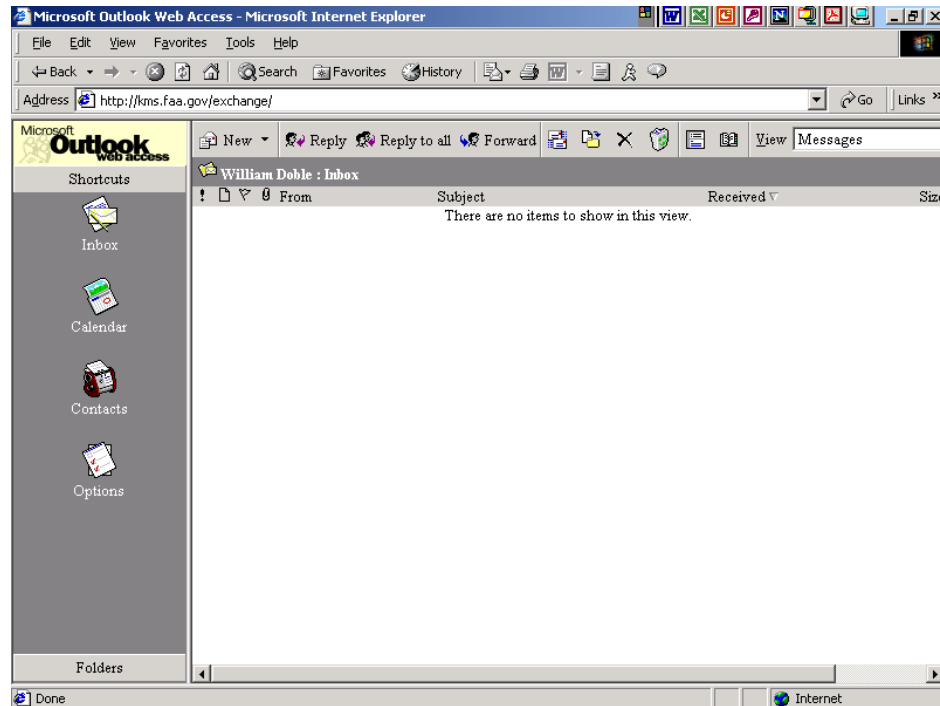 Microsoft Outlook Web Access - Microsoft Internet Explorer
File Edit View Favorites Tools Help
Back Search Favorites History
Address http://kms.faa.gov/exchange/ Go Links »
Microsoft
Outlook
web access
New Reply Reply to all Forward View Messages
Shortcuts
William Doble : Inbox
! From Subject Received Size
There are no items to show in this view.
Inbox
Calendar
Contacts
Options
Folders
Done Internet